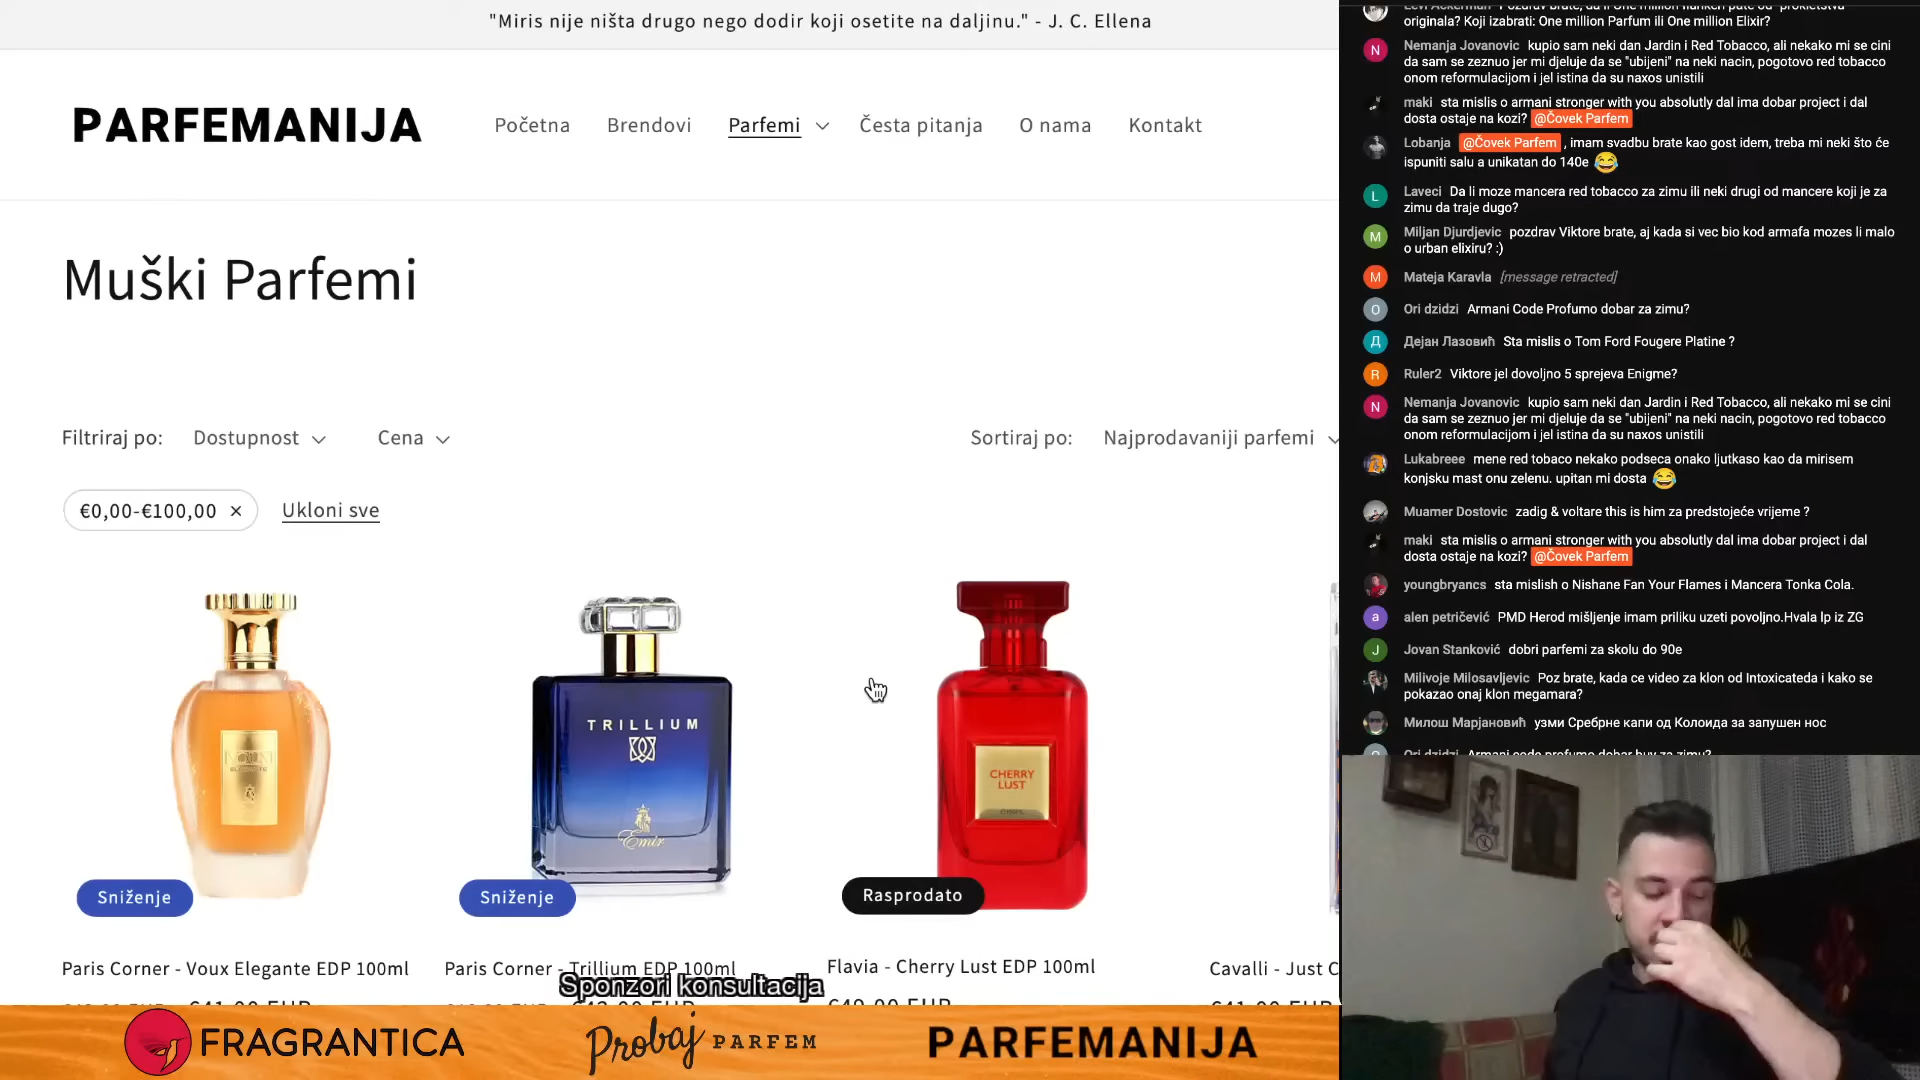 "Miris nije ništa drugo nego dodir koji osetite na daljinu." - J. C. Ellena
PARFEMANIJA
Početna
Brendovi
Parfemi
Česta pitanja
O nama
Kontakt
Muški Parfemi
Filtriraj po:
Dostupnost
Cena
Sortiraj po:
Najprodavaniji parfemi
€0,00-€100,00 ×
Ukloni sve
TRILLIUM
Emir
CHERRY
LUST
Sniženje
Sniženje
Rasprodato
Paris Corner - Voux Elegante EDP 100ml
Paris Corner - Trillium EDP 100ml
Flavia - Cherry Lust EDP 100ml
Cavalli - Just C
Sponzori konsultacija
FRAGRANTICA
Probaj PARFEM
PARFEMANIJA
originala? Koji izabrati: One million Parfum ili One million Elixir?
N Nemanja Jovanovic kupio sam neki dan Jardin i Red Tobacco, ali nekako mi se cini
da sam se zeznuo jer mi djeluje da se "ubijeni" na neki nacin, pogotovo red tobacco
onom reformulacijom i jel istina da su naxos unistili
maki sta mislis o armani stronger with you absolutly dal ima dobar project i dal
dosta ostaje na kozi? @Čovek Parfem
Lobanja @Čovek Parfem , imam svadbu brate kao gost idem, treba mi neki što će
ispuniti salu a unikatan do 140e 😂
L Laveci Da li moze mancera red tobacco za zimu ili neki drugi od mancere koji je za
zimu da traje dugo?
M Miljan Djurdjevic pozdrav Viktore brate, aj kada si vec bio kod armafa mozes li malo
o urban elixiru? :)
M Mateja Karavla [message retracted]
O Ori dzidzi Armani Code Profumo dobar za zimu?
Д Дејан Лазовић Sta mislis o Tom Ford Fougere Platine ?
R Ruler2 Viktore jel dovoljno 5 sprejeva Enigme?
N Nemanja Jovanovic kupio sam neki dan Jardin i Red Tobacco, ali nekako mi se cini
da sam se zeznuo jer mi djeluje da se "ubijeni" na neki nacin, pogotovo red tobacco
onom reformulacijom i jel istina da su naxos unistili
Lukabreee mene red tobaco nekako podseca onako ljutkaso kao da mirisem
konjsku mast onu zelenu. upitan mi dosta 😂
Muamer Dostovic zadig & voltare this is him za predstojeće vrijeme ?
maki sta mislis o armani stronger with you absolutly dal ima dobar project i dal
dosta ostaje na kozi? @Čovek Parfem
youngbryancs sta mislish o Nishane Fan Your Flames i Mancera Tonka Cola.
a alen petričević PMD Herod mišljenje imam priliku uzeti povoljno.Hvala lp iz ZG
J Jovan Stanković dobri parfemi za skolu do 90e
Milivoje Milosavljevic Poz brate, kada ce video za klon od Intoxicateda i kako se
pokazao onaj klon megamara?
Милош Марјановић узми Сребрне капи од Колоида за запушен нос